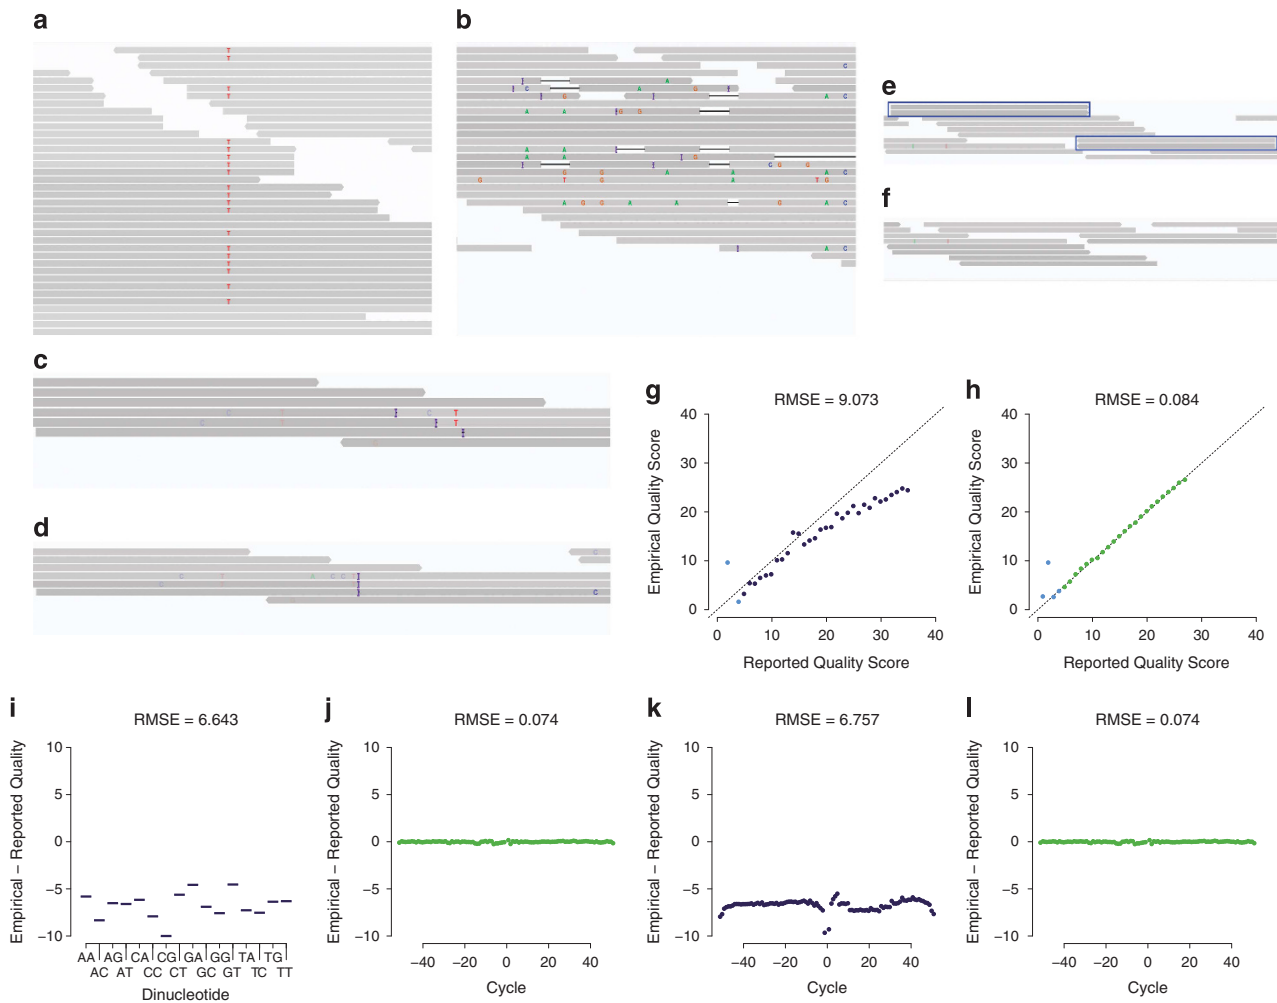 a
b
T
T
C
A
C
A
G
T
T
G
A
C
e
A
A
G
G
T
A
A
T
A
A
G
T
G
G
G
T
G
G
A
A
A
C
T
G
T
G
A
T
G
f
T
A
G
G
A
A
G
C
T
T
A
C
T
T
T
T
c
C
T
C
T
C
T
T
d
C
C
T
A
C
C
C
g
h
RMSE = 9.073
RMSE = 0.084
Empirical Quality Score
40
30
20
10
0
0
10
20
30
40
Reported Quality Score
Empirical Quality Score
40
30
20
10
0
0
10
20
30
40
Reported Quality Score
i
j
k
l
RMSE = 6.643
RMSE = 0.074
RMSE = 6.757
RMSE = 0.074
Empirical – Reported Quality
10
5
0
−5
−10
AA AG CA CG GA GG TA TG
AC AT CC CT GC GT TC TT
Dinucleotide
Empirical – Reported Quality
10
5
0
−5
−10
−40 −20 0 20 40
Cycle
Empirical – Reported Quality
10
5
0
−5
−10
−40 −20 0 20 40
Cycle
Empirical – Reported Quality
10
5
0
−5
−10
−40 −20 0 20 40
Cycle